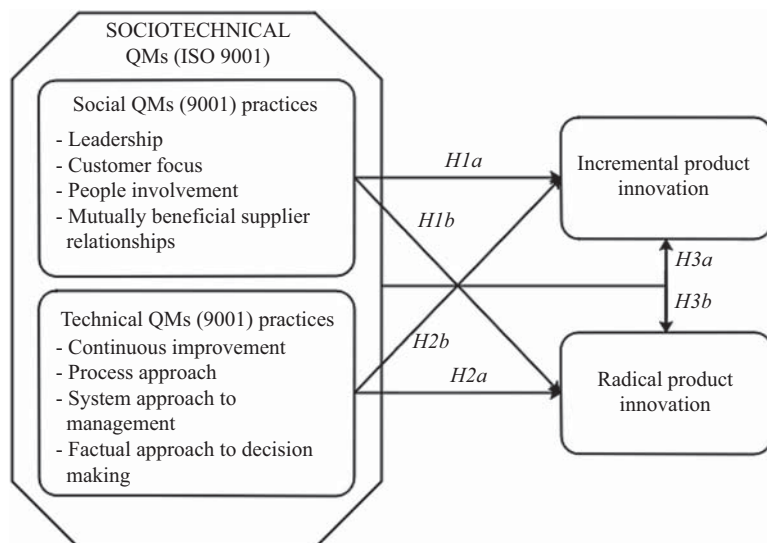 SOCIOTECHNICAL
QMs (ISO 9001)
Social QMs (9001) practices
- Leadership
- Customer focus
- People involvement
- Mutually beneficial supplier
relationships
Technical QMs (9001) practices
- Continuous improvement
- Process approach
- System approach to
management
- Factual approach to decision
making
H1a
H1b
H2b
H2a
Incremental product
innovation
H3a
H3b
Radical product
innovation